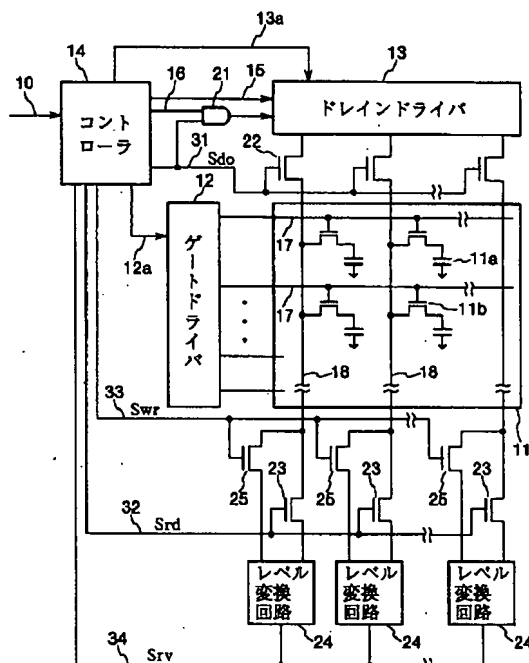 13a
14
16
21
15
13
10
コント
ローラ
ドレインドライバ
31
Sdo
22
12
12a
ゲートドライバ
17
11a
17
11b
18
18
33
Swr
11
25
23
25
23
25
23
32
Srd
レベル
変換
回路
レベル
変換
回路
レベル
変換
回路
24
24
24
34
Srv